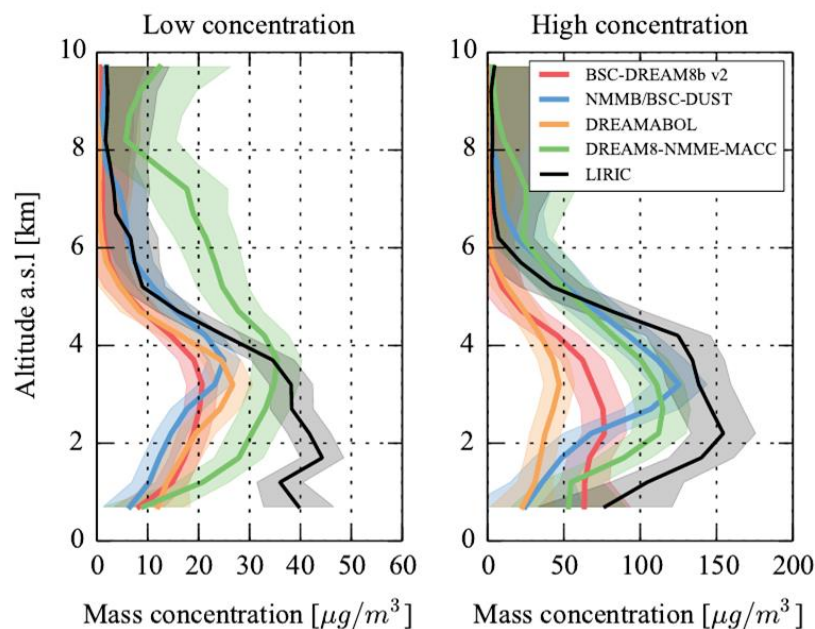 Low concentration
High concentration
10
8
6
4
2
0
0 10 20 30 40 50 60
10
8
6
4
2
0
0 50 100 150 200
Altitude a.s.l [km]
BSC-DREAM8b v2
NMMB/BSC-DUST
DREAMABOL
DREAM8-NMME-MACC
LIRIC
Mass concentration [μg/m³]
Mass concentration [μg/m³]